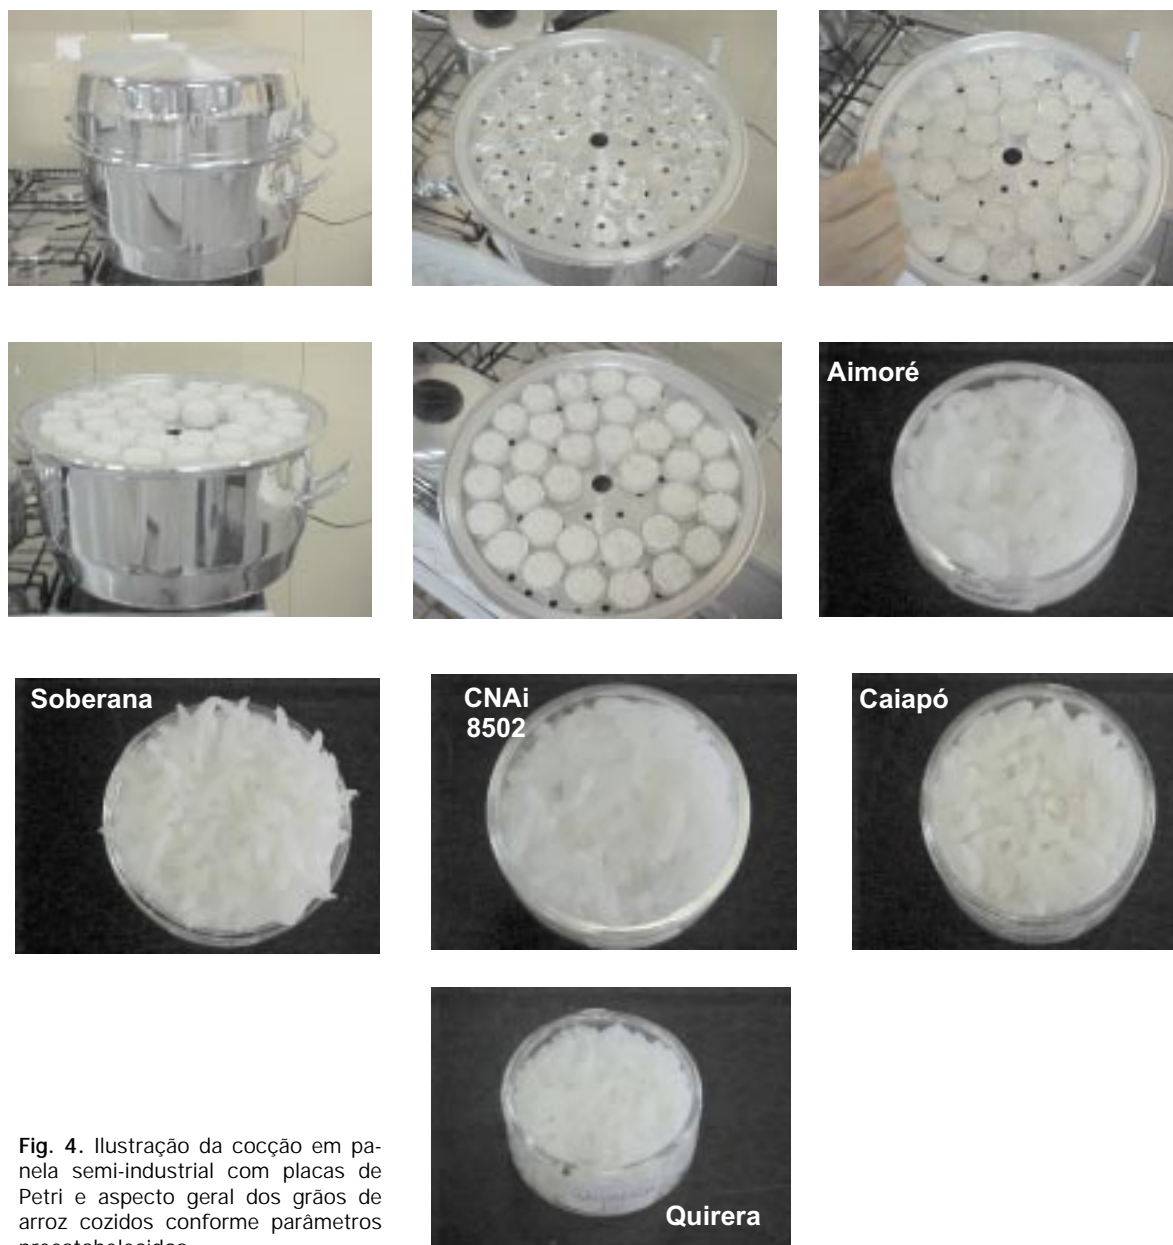 Aimoré
Soberana
CNAi
8502
Caiapó
Quirera
Fig. 4. Ilustração da cocção em pa-
nela semi-industrial com placas de
Petri e aspecto geral dos grãos de
arroz cozidos conforme parâmetros